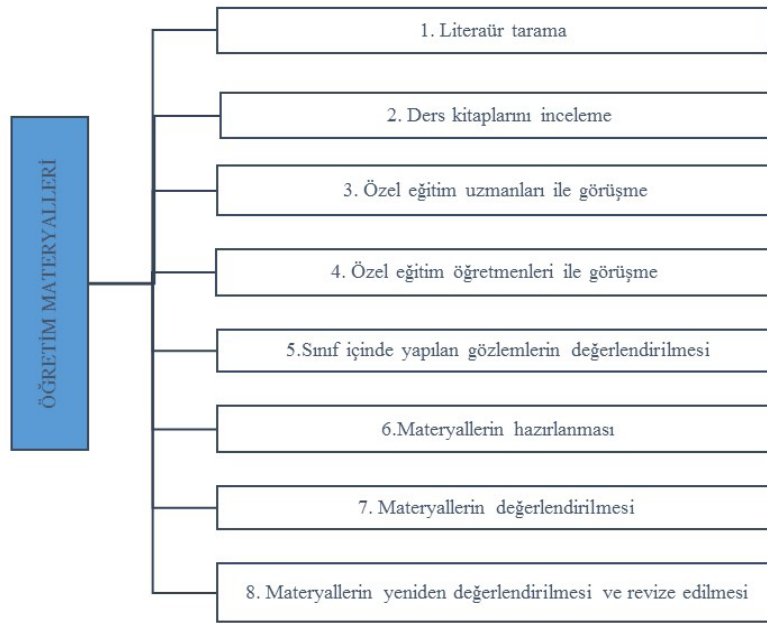 ÖĞRETİM MATERYALLERİ
1. Literaür tarama
2. Ders kitaplarını inceleme
3. Özel eğitim uzmanları ile görüşme
4. Özel eğitim öğretmenleri ile görüşme
5.Sınıf içinde yapılan gözlemlerin değerlendirilmesi
6.Materyallerin hazırlanması
7. Materyallerin değerlendirilmesi
8. Materyallerin yeniden değerlendirilmesi ve revize edilmesi